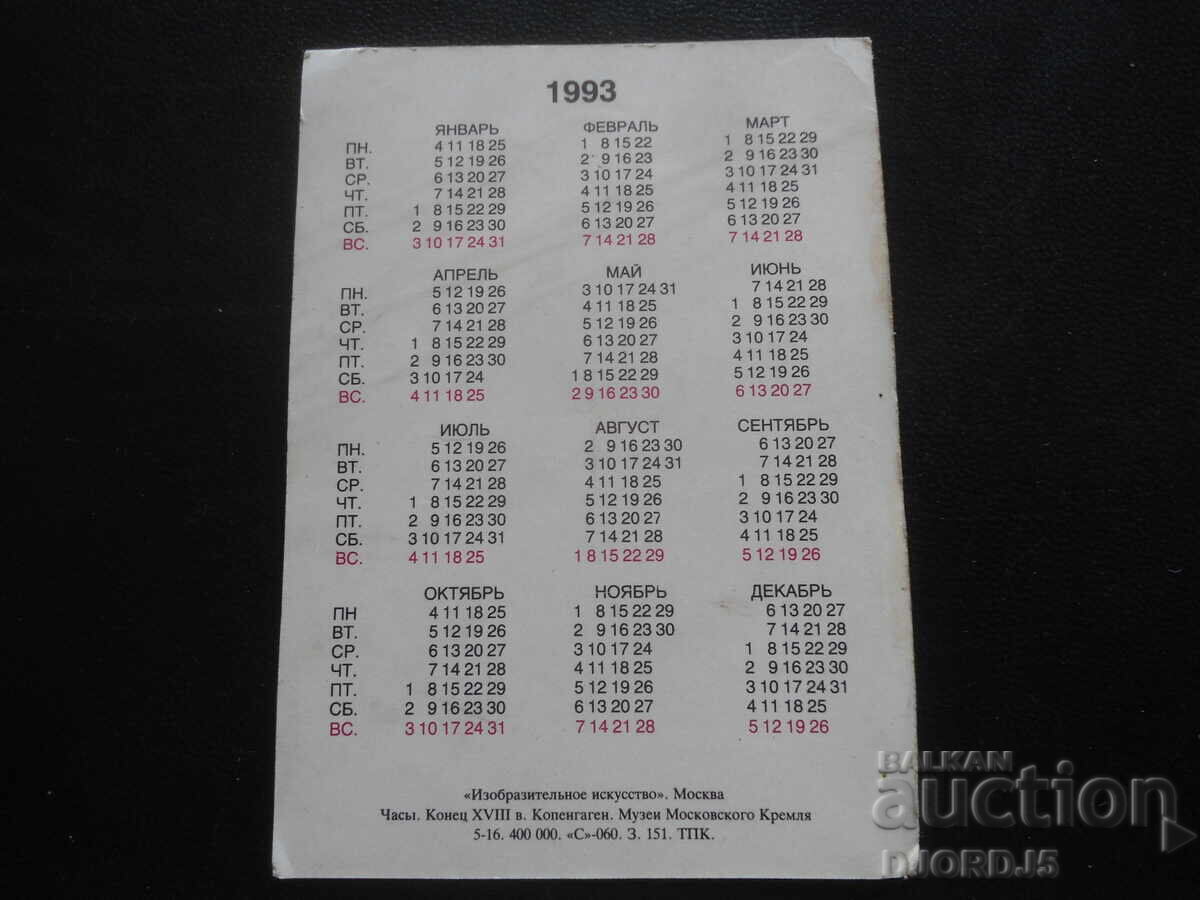 1993
ЯНВАРЬ ФЕВРАЛЬ МАРТ
ПН. 4 11 18 25 1 8 15 22 1 8 15 22 29
ВТ. 5 12 19 26 2 9 16 23 2 9 16 23 30
СР. 6 13 20 27 3 10 17 24 3 10 17 24 31
ЧТ. 7 14 21 28 4 11 18 25 4 11 18 25
ПТ. 1 8 15 22 29 5 12 19 26 5 12 19 26
СБ. 2 9 16 23 30 6 13 20 27 6 13 20 27
ВС. 3 10 17 24 31 7 14 21 28 7 14 21 28
АПРЕЛЬ МАЙ ИЮНЬ
ПН. 5 12 19 26 3 10 17 24 31 7 14 21 28
ВТ. 6 13 20 27 4 11 18 25 1 8 15 22 29
СР. 7 14 21 28 5 12 19 26 2 9 16 23 30
ЧТ. 1 8 15 22 29 6 13 20 27 3 10 17 24
ПТ. 2 9 16 23 30 7 14 21 28 4 11 18 25
СБ. 3 10 17 24 1 8 15 22 29 5 12 19 26
ВС. 4 11 18 25 2 9 16 23 30 6 13 20 27
ИЮЛЬ АВГУСТ СЕНТЯБРЬ
ПН. 5 12 19 26 2 9 16 23 30 6 13 20 27
ВТ. 6 13 20 27 3 10 17 24 31 7 14 21 28
СР. 7 14 21 28 4 11 18 25 1 8 15 22 29
ЧТ. 1 8 15 22 29 5 12 19 26 2 9 16 23 30
ПТ. 2 9 16 23 30 6 13 20 27 3 10 17 24
СБ. 3 10 17 24 31 7 14 21 28 4 11 18 25
ВС. 4 11 18 25 1 8 15 22 29 5 12 19 26
ОКТЯБРЬ НОЯБРЬ ДЕКАБРЬ
ПН 4 11 18 25 1 8 15 22 29 6 13 20 27
ВТ. 5 12 19 26 2 9 16 23 30 7 14 21 28
СР. 6 13 20 27 3 10 17 24 1 8 15 22 29
ЧТ. 7 14 21 28 4 11 18 25 2 9 16 23 30
ПТ. 1 8 15 22 29 5 12 19 26 3 10 17 24 31
СБ. 2 9 16 23 30 6 13 20 27 4 11 18 25
ВС. 3 10 17 24 31 7 14 21 28 5 12 19 26
«Изобразительное искусство». Москва
Часы. Конец XVIII в. Копенгаген. Музеи Московского Кремля
5-16. 400 000. «С»-060. З. 151. ТПК.
BALKAN
auction
DJORDJ5